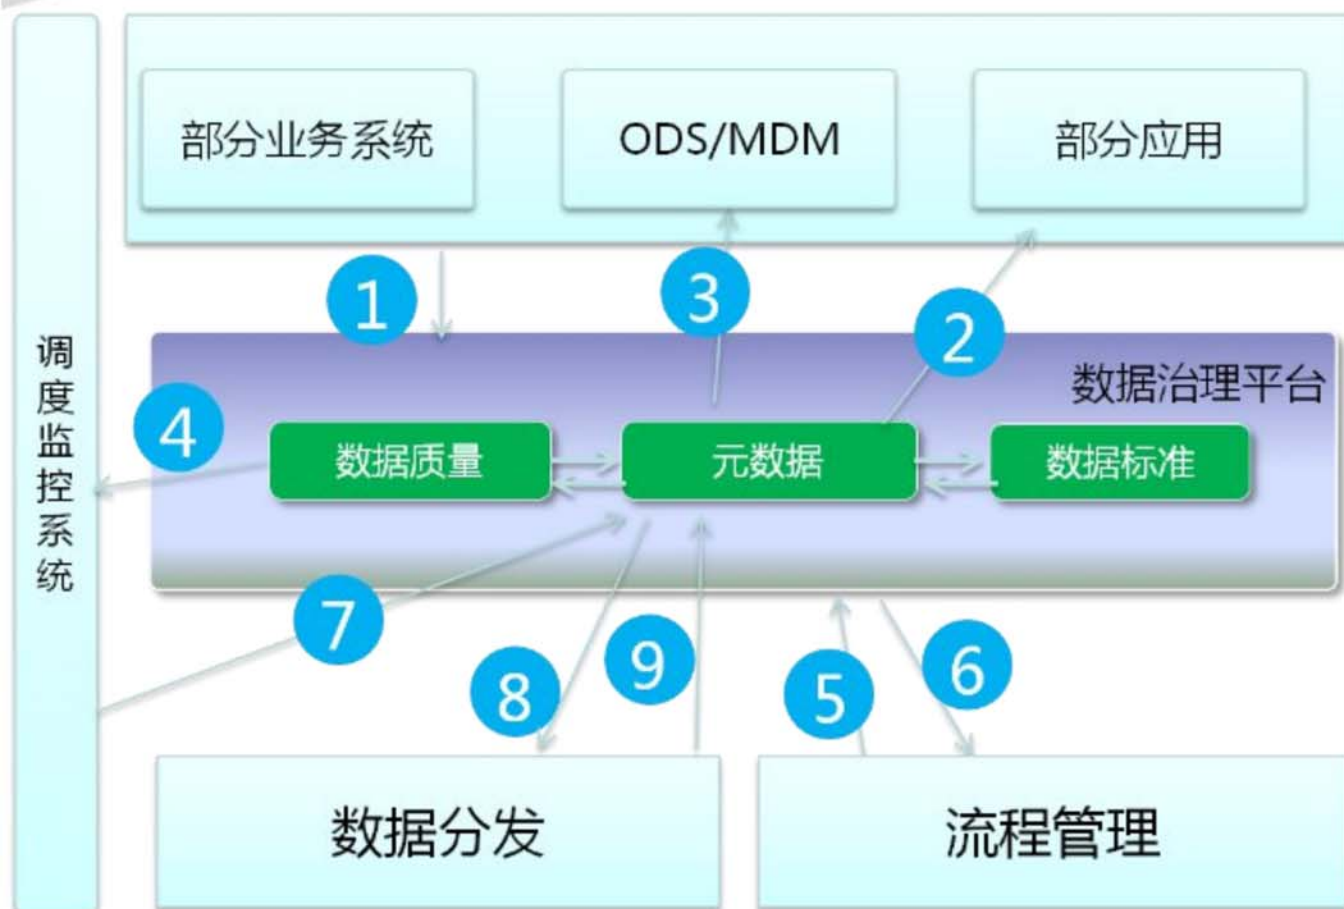 部分业务系统
ODS/MDM
部分应用
1
3
2
调度监控系统
数据治理平台
4
数据质量
元数据
数据标准
7
8
9
5
6
数据分发
流程管理